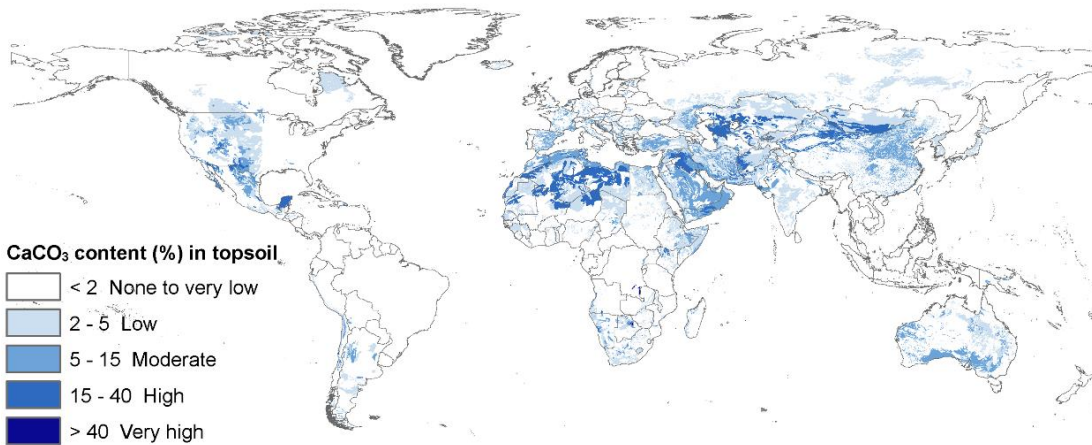 CaCO₃ content (%) in topsoil
< 2 None to very low
2 - 5 Low
5 - 15 Moderate
15 - 40 High
> 40 Very high